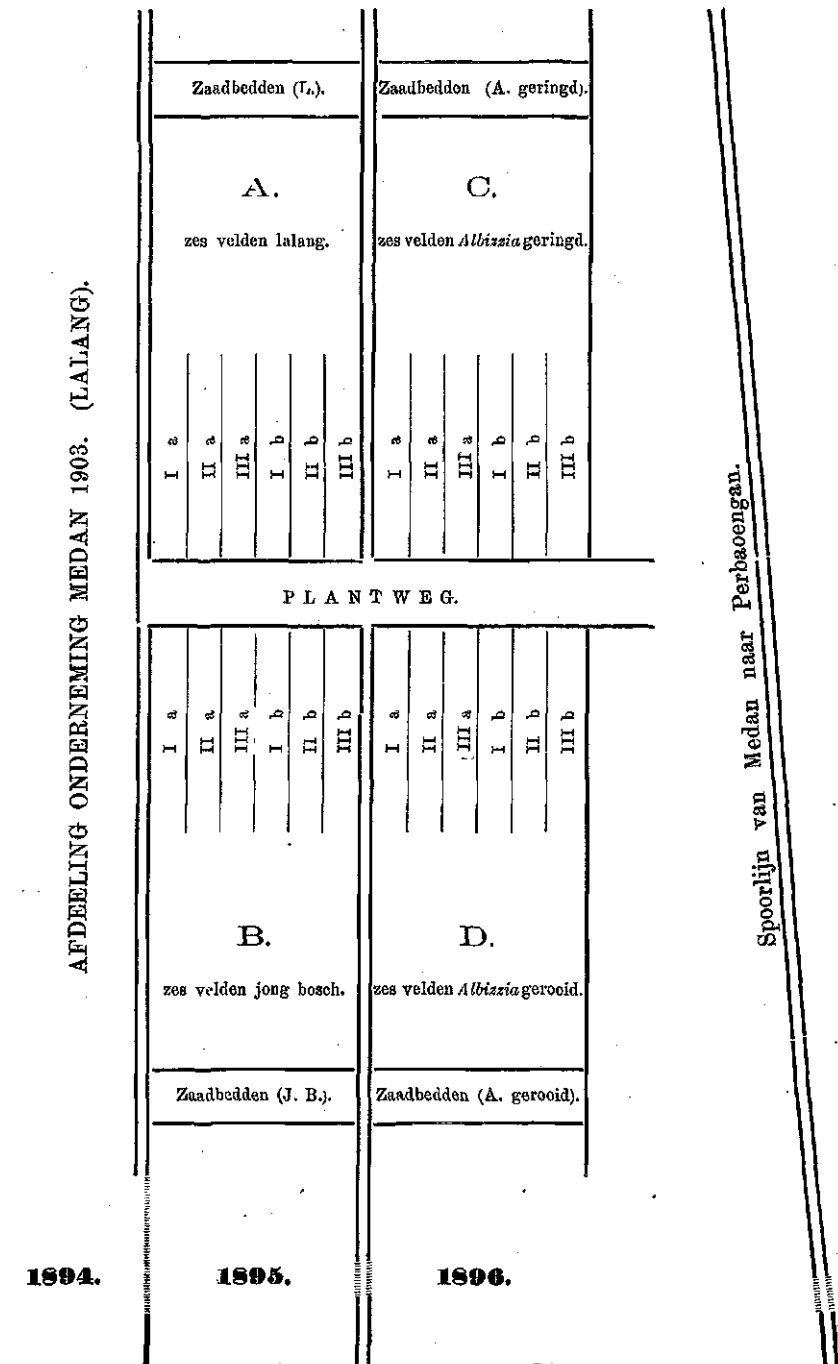 AFDEELING ONDERNEMING MEDAN 1903. (LALANG).
Zaadbedden (L.).
Zaadbeddon (A. geringd).
A.
zes velden lalang.
C.
zes velden Albizzia geringd.
I a
II a
III a
I b
II b
III b
I a
II a
III a
I b
II b
III b
PLANTWEG.
I a
II a
III a
I b
II b
III b
I a
II a
III a
I b
II b
III b
B.
zes velden jong bosch.
D.
zes velden Albizzia gerooid.
Zaadbedden (J. B.).
Zaadbedden (A. gerooid).
Spoorlijn van Medan naar Perbaoengan.
1894.
1895.
1896.